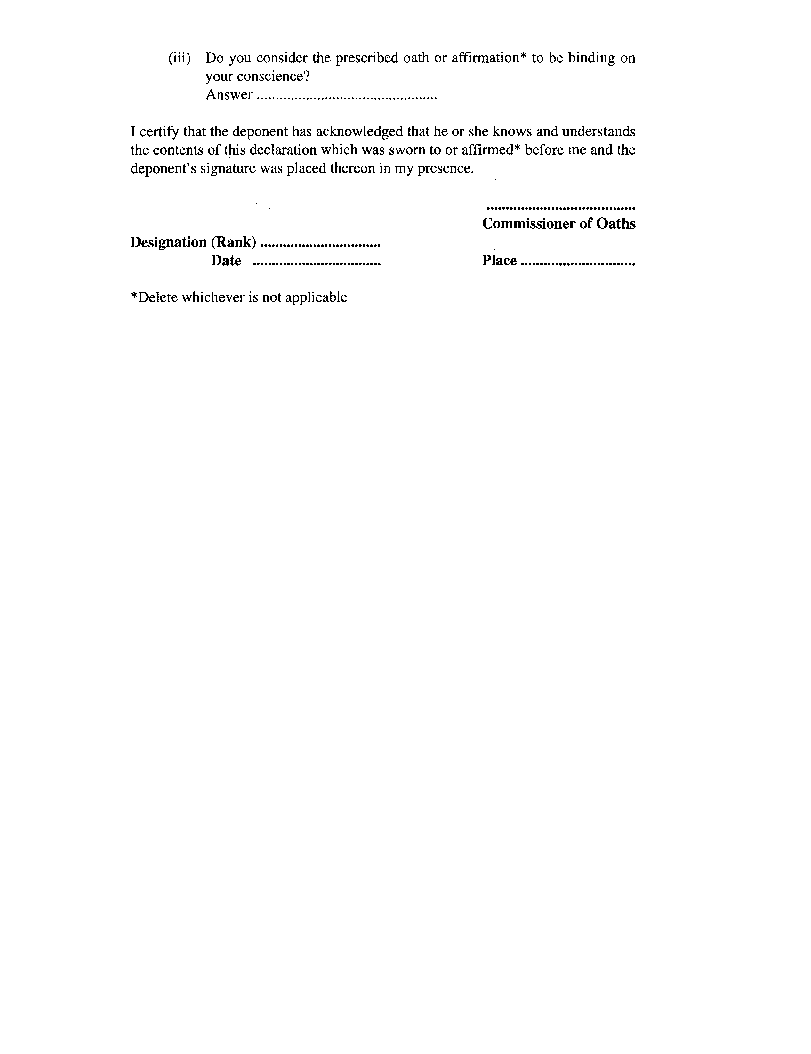 (iii) Do you consider the prescribed oath or affirmation* to be binding on
your conscience?
Answer ................................................
I certify that the deponent has acknowledged that he or she knows and understands
the contents of this declaration which was sworn to or affirmed* before me and the
deponent's signature was placed thereon in my presence.
.......................................
Commissioner of Oaths
Designation (Rank) ................................
Date .................................. Place ..............................
*Delete whichever is not applicable